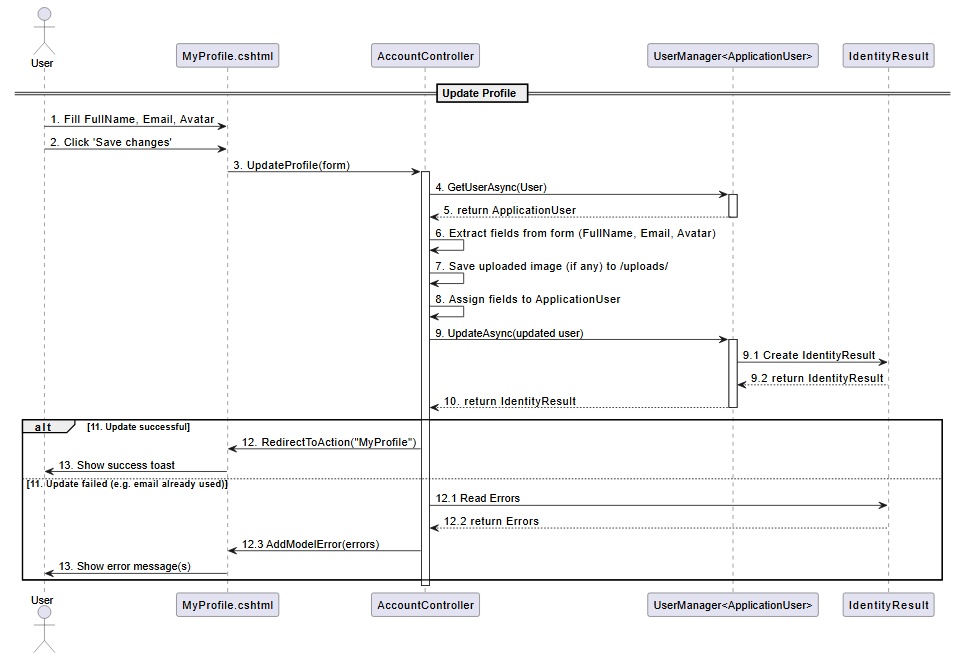 User
MyProfile.cshtml
AccountController
UserManager<ApplicationUser>
IdentityResult
Update Profile
1. Fill FullName, Email, Avatar
2. Click 'Save changes'
3. UpdateProfile(form)
4. GetUserAsync(User)
5. return ApplicationUser
6. Extract fields from form (FullName, Email, Avatar)
7. Save uploaded image (if any) to /uploads/
8. Assign fields to ApplicationUser
9. UpdateAsync(updated user)
9.1 Create IdentityResult
9.2 return IdentityResult
10. return IdentityResult
alt [11. Update successful]
12. RedirectToAction("MyProfile")
13. Show success toast
[11. Update failed (e.g. email already used)]
12.1 Read Errors
12.2 return Errors
12.3 AddModelError(errors)
13. Show error message(s)
User
MyProfile.cshtml
AccountController
UserManager<ApplicationUser>
IdentityResult